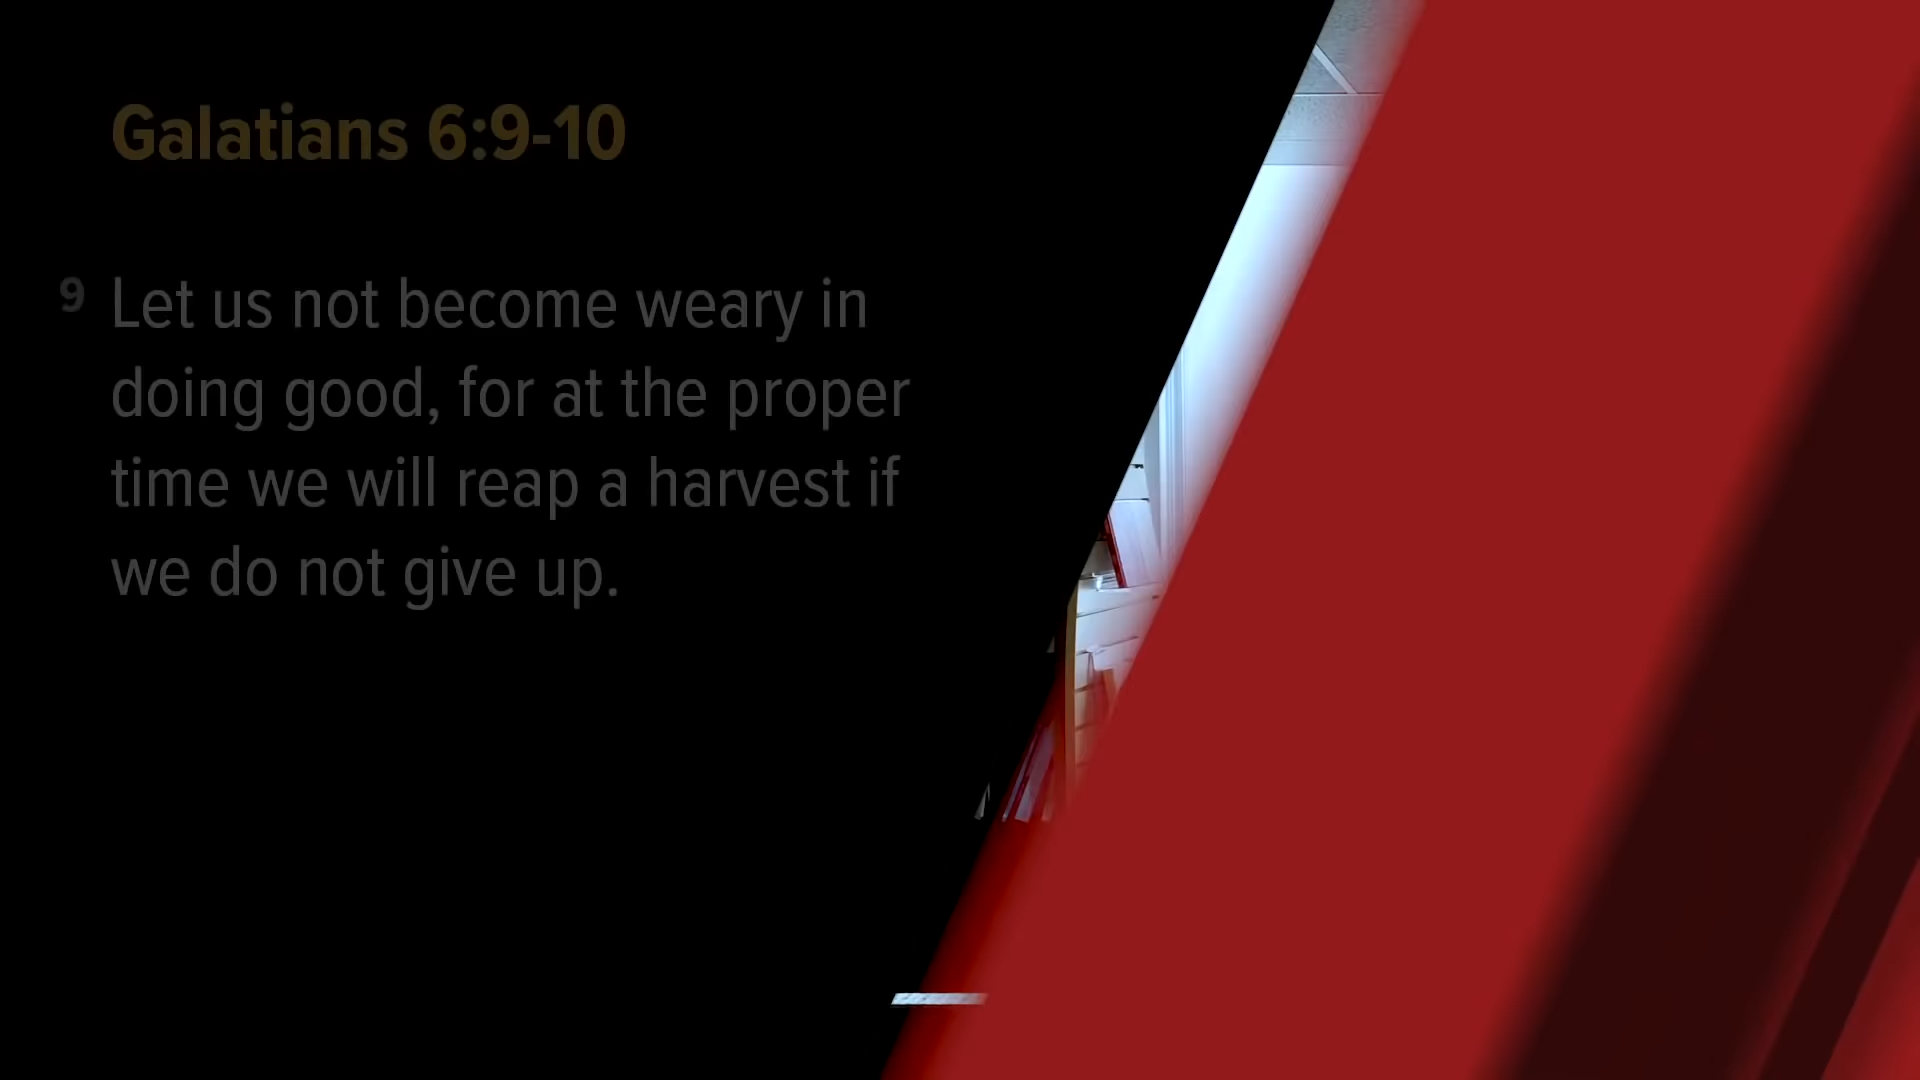 Galatians 6:9-10
9 Let us not become weary in
doing good, for at the proper
time we will reap a harvest if
we do not give up.